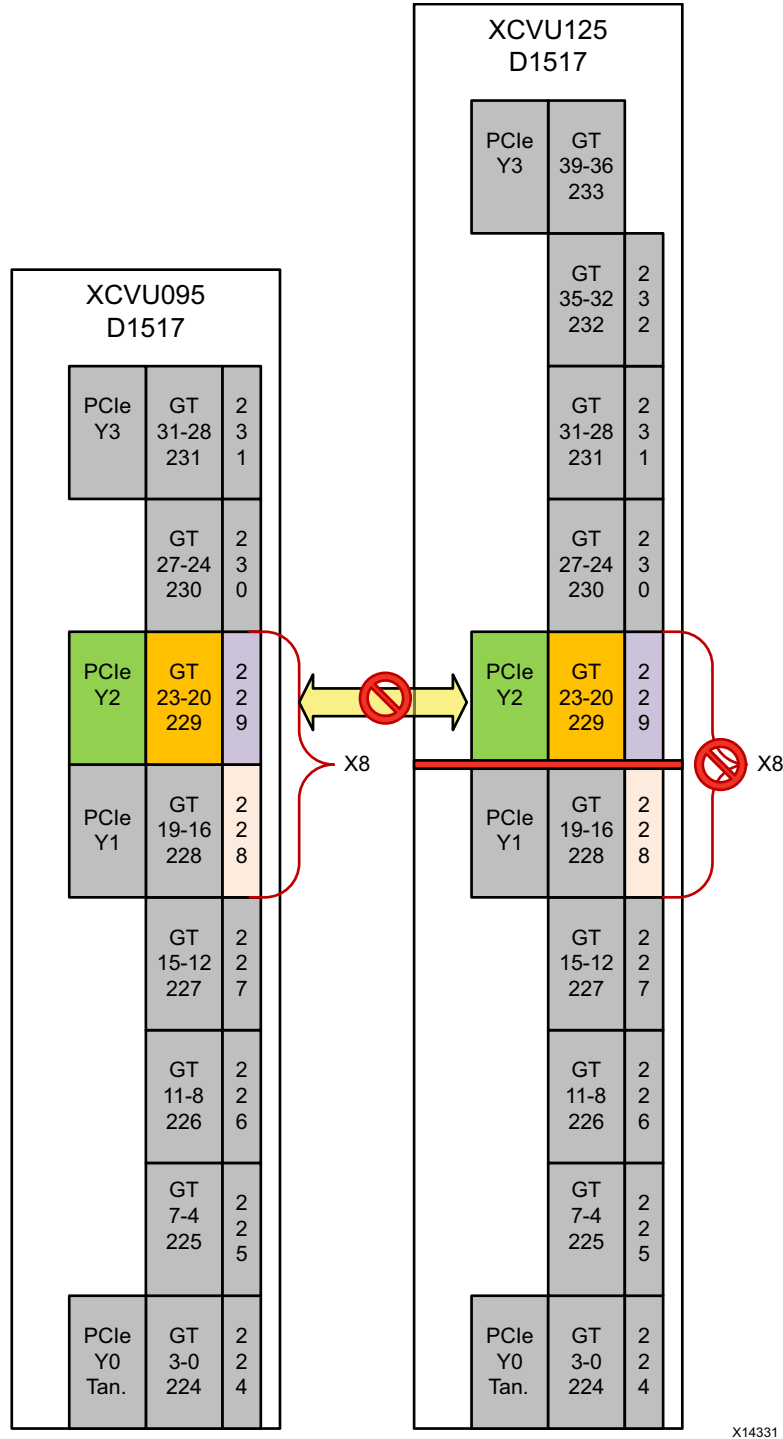 XCVU095
D1517
PCIe
Y3
GT
31-28
231
2
3
1
GT
27-24
230
2
3
0
PCIe
Y2
GT
23-20
229
2
2
9
X8
PCIe
Y1
GT
19-16
228
2
2
8
GT
15-12
227
2
2
7
GT
11-8
226
2
2
6
GT
7-4
225
2
2
5
PCIe
Y0
Tan.
GT
3-0
224
2
2
4
XCVU125
D1517
PCIe
Y3
GT
39-36
233
GT
35-32
232
2
3
2
GT
31-28
231
2
3
1
GT
27-24
230
2
3
0
PCIe
Y2
GT
23-20
229
2
2
9
X8
PCIe
Y1
GT
19-16
228
2
2
8
GT
15-12
227
2
2
7
GT
11-8
226
2
2
6
GT
7-4
225
2
2
5
PCIe
Y0
Tan.
GT
3-0
224
2
2
4
X14331